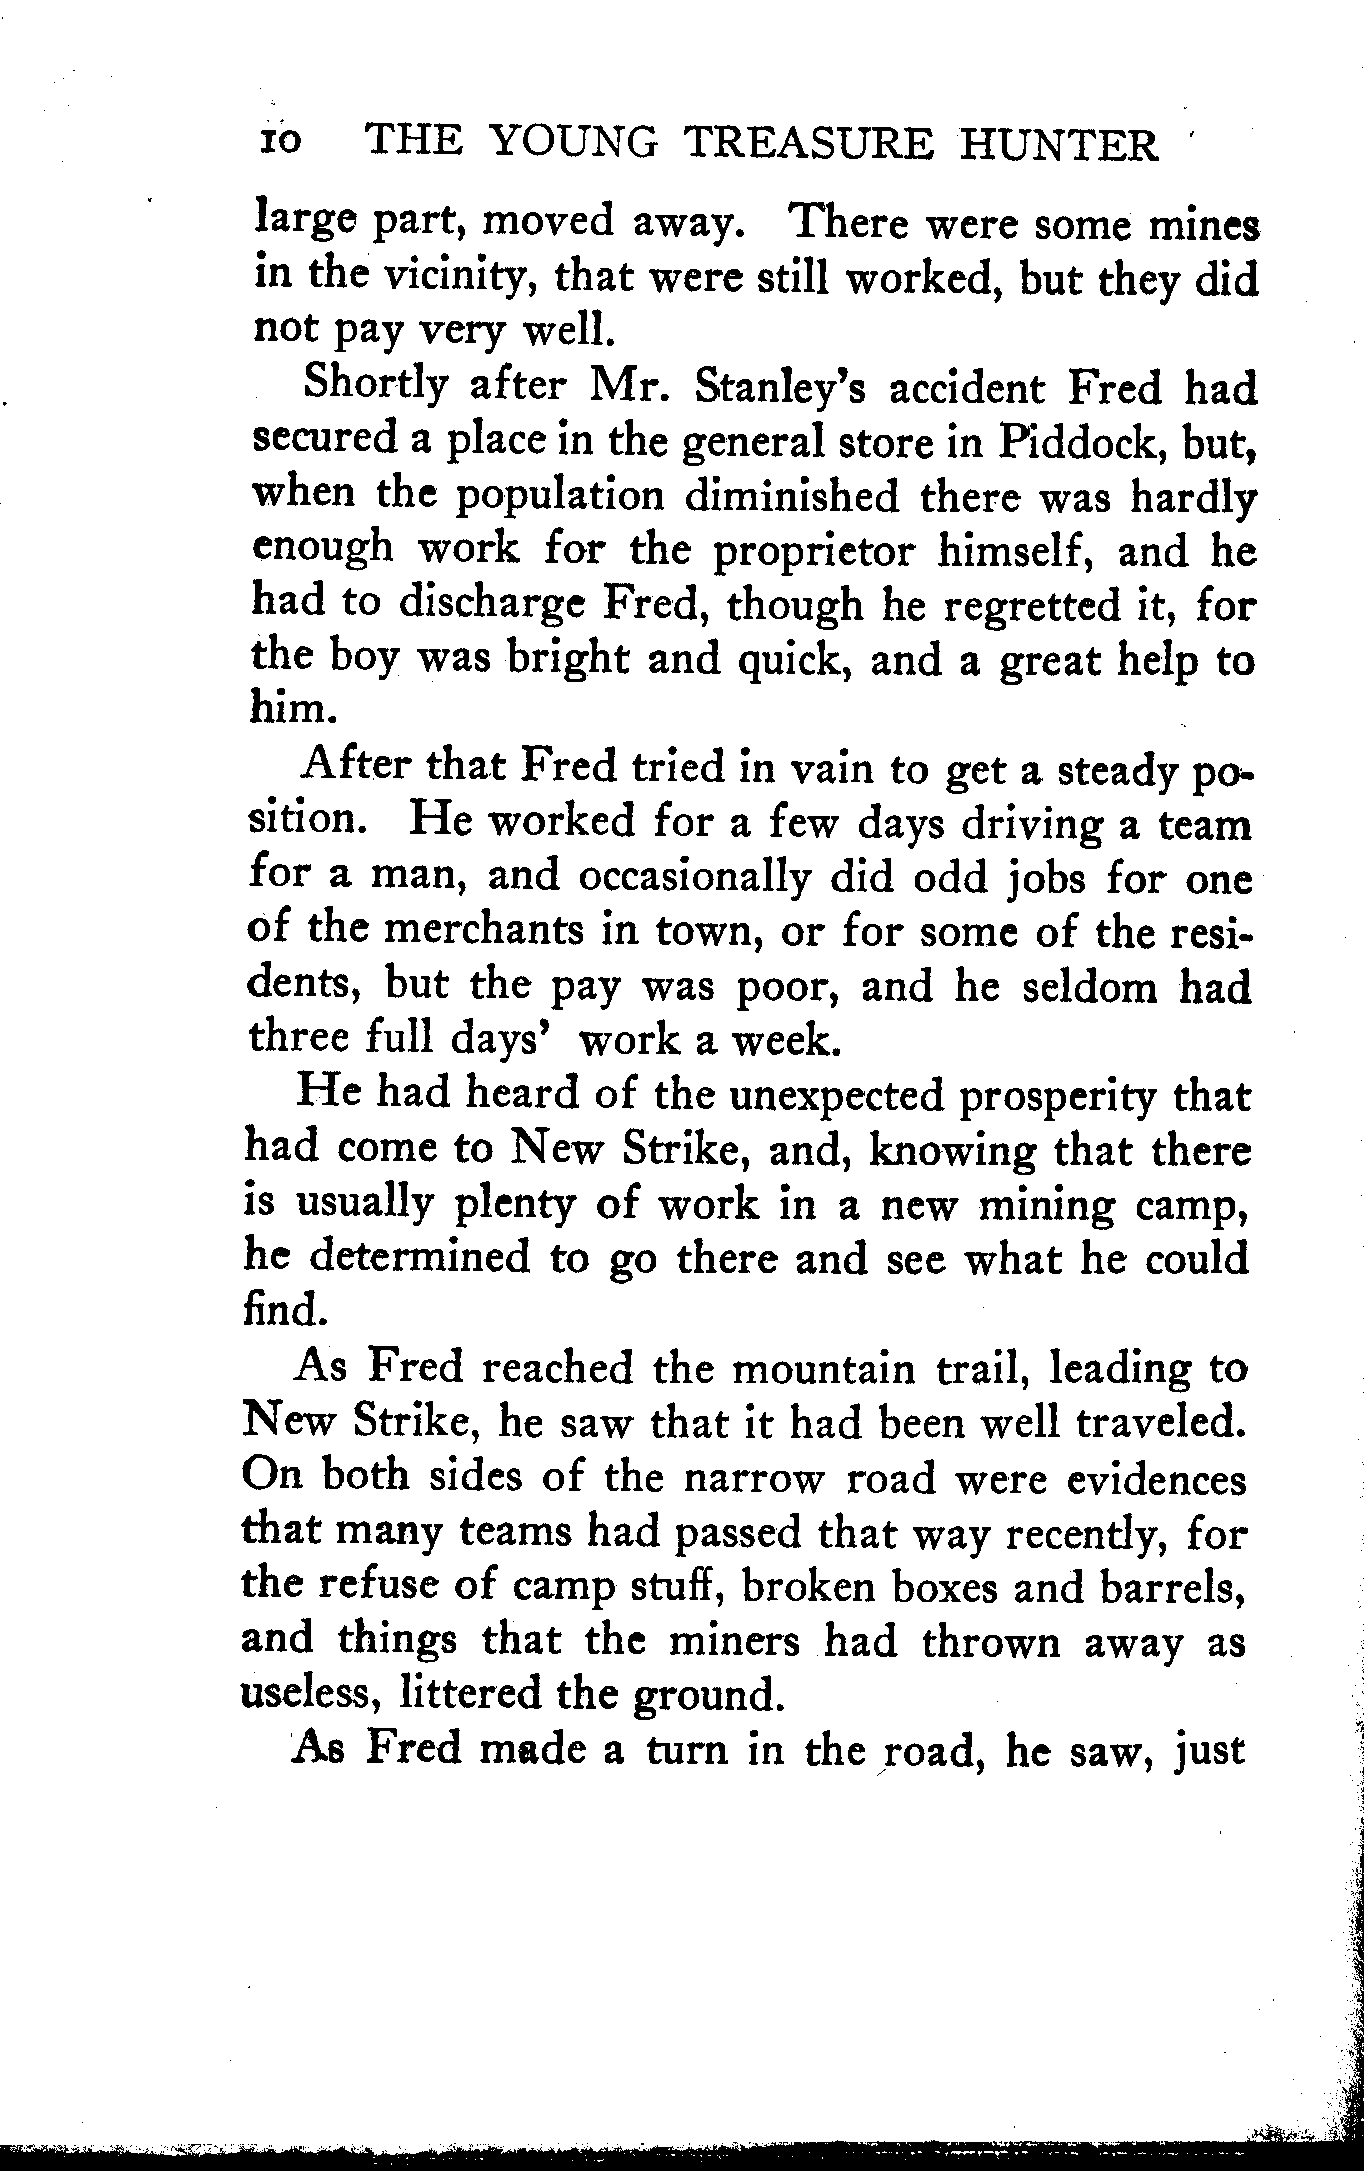 10 THE YOUNG TREASURE HUNTER
large part, moved away. There were some mines
in the vicinity, that were still worked, but they did
not pay very well.
Shortly after Mr. Stanley's accident Fred had
secured a place in the general store in Piddock, but,
when the population diminished there was hardly
enough work for the proprietor himself, and he
had to discharge Fred, though he regretted it, for
the boy was bright and quick, and a great help to
him.
After that Fred tried in vain to get a steady po-
sition. He worked for a few days driving a team
for a man, and occasionally did odd jobs for one
of the merchants in town, or for some of the resi-
dents, but the pay was poor, and he seldom had
three full days' work a week.
He had heard of the unexpected prosperity that
had come to New Strike, and, knowing that there
is usually plenty of work in a new mining camp,
he determined to go there and see what he could
find.
As Fred reached the mountain trail, leading to
New Strike, he saw that it had been well traveled.
On both sides of the narrow road were evidences
that many teams had passed that way recently, for
the refuse of camp stuff, broken boxes and barrels,
and things that the miners had thrown away as
useless, littered the ground.
As Fred made a turn in the road, he saw, just